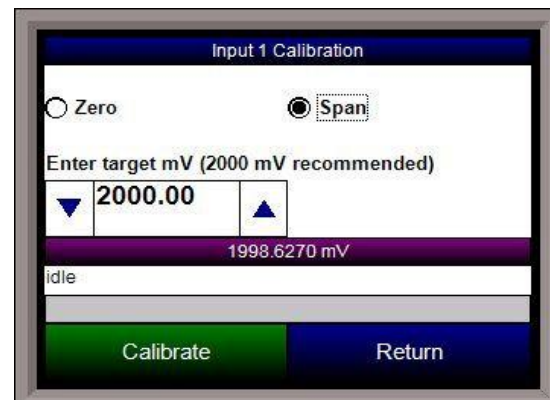 Input 1 Calibration
Zero Span
Enter target mV (2000 mV recommended)
2000.00
1998.6270 mV
idle
Calibrate Return